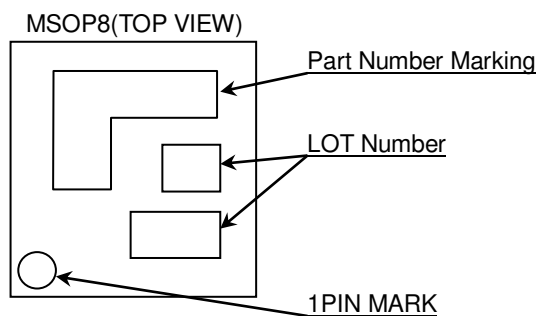 MSOP8(TOP VIEW)
Part Number Marking
LOT Number
1PIN MARK